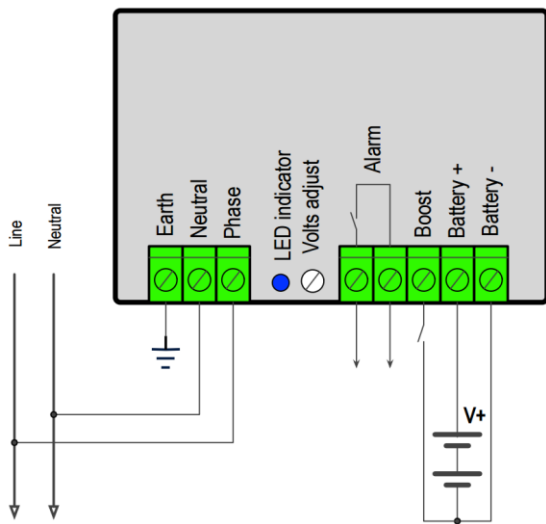 Line
Neutral
Earth
Neutral
Phase
LED indicator
Volts adjust
Alarm
Boost
Battery +
Battery -
V+